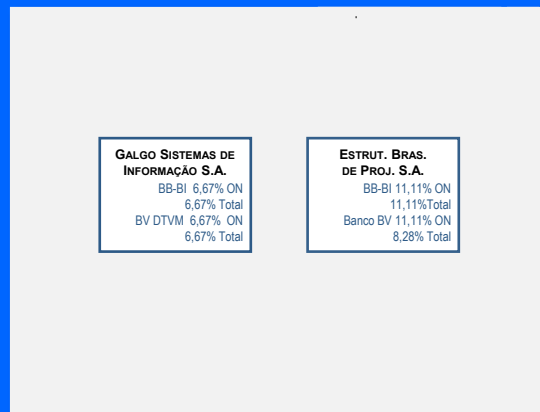 GALGO SISTEMAS DE
INFORMAÇÃO S.A.
BB-BI 6,67% ON
6,67% Total
BV DTVM 6,67% ON
6,67% Total
ESTRUT. BRAS.
DE PROJ. S.A.
BB-BI 11,11% ON
11,11%Total
Banco BV 11,11% ON
8,28% Total